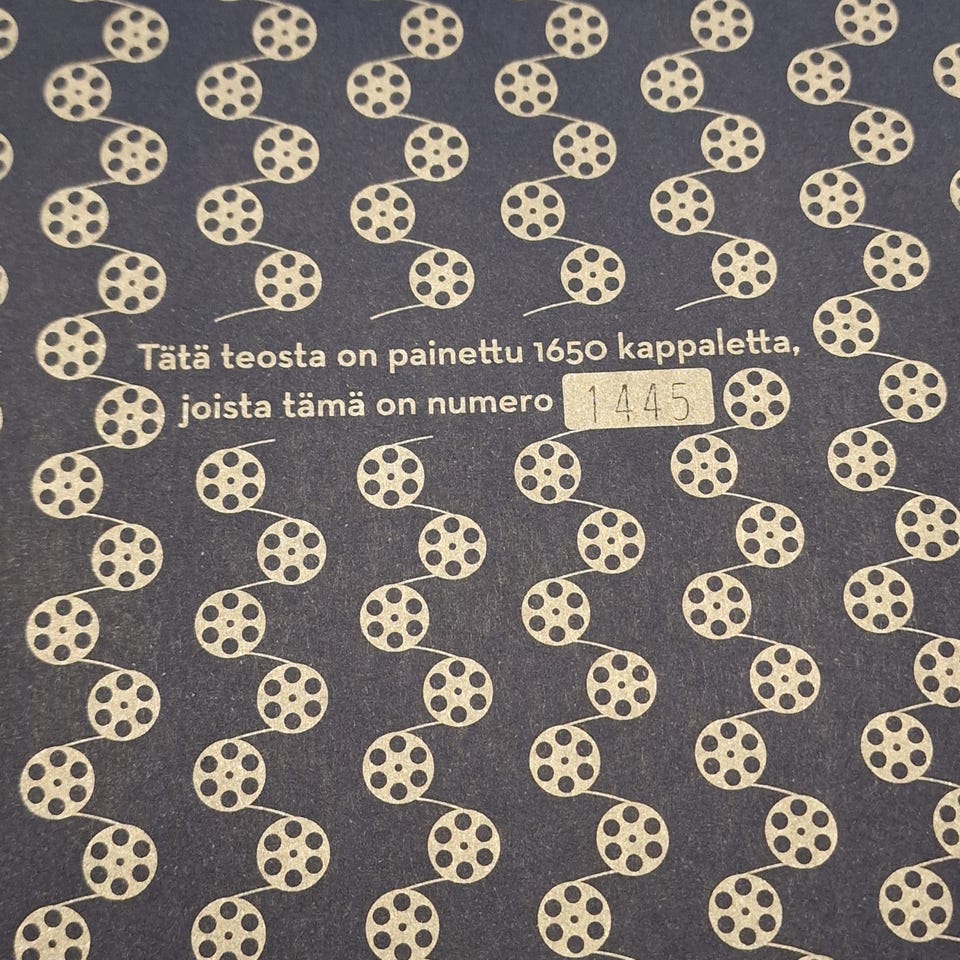 Tätä teosta on painettu 1650 kappaletta,
joista tämä on numero 1445